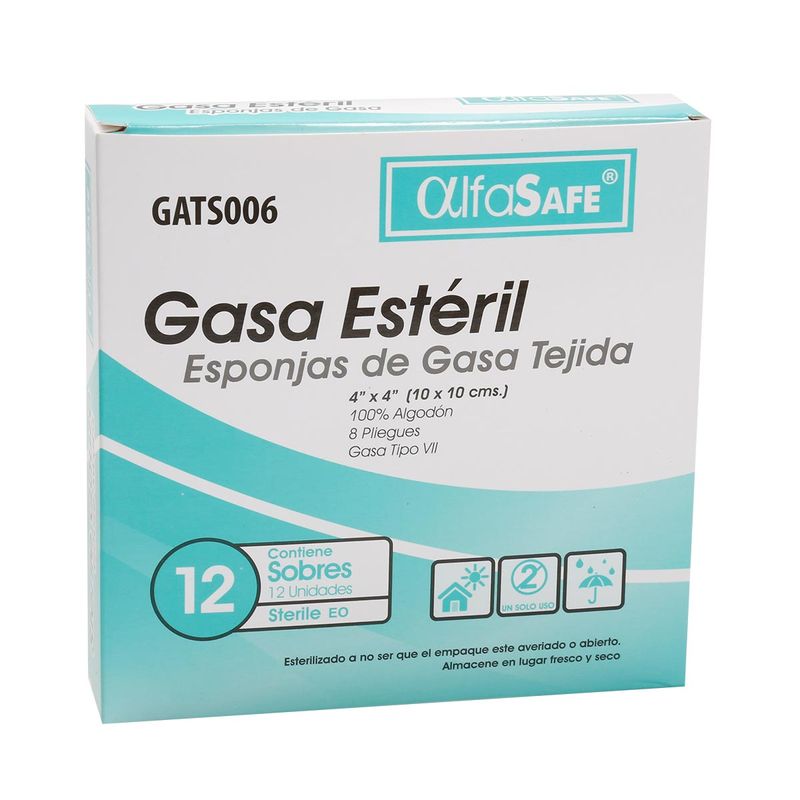 Gasa Estéril
Esponjas de Gasa
alfaSAFE
GATS006
αlfaSAFE®
Gasa Estéril
Esponjas de Gasa Tejida
4” x 4” (10 x 10 cms.)
100% Algodón
8 Pliegues
Gasa Tipo VII
12
Contiene
Sobres
12 Unidades
Sterile EO
2
UN SOLO USO
Esterilizado a no ser que el empaque este averiado o abierto.
Almacene en lugar fresco y seco